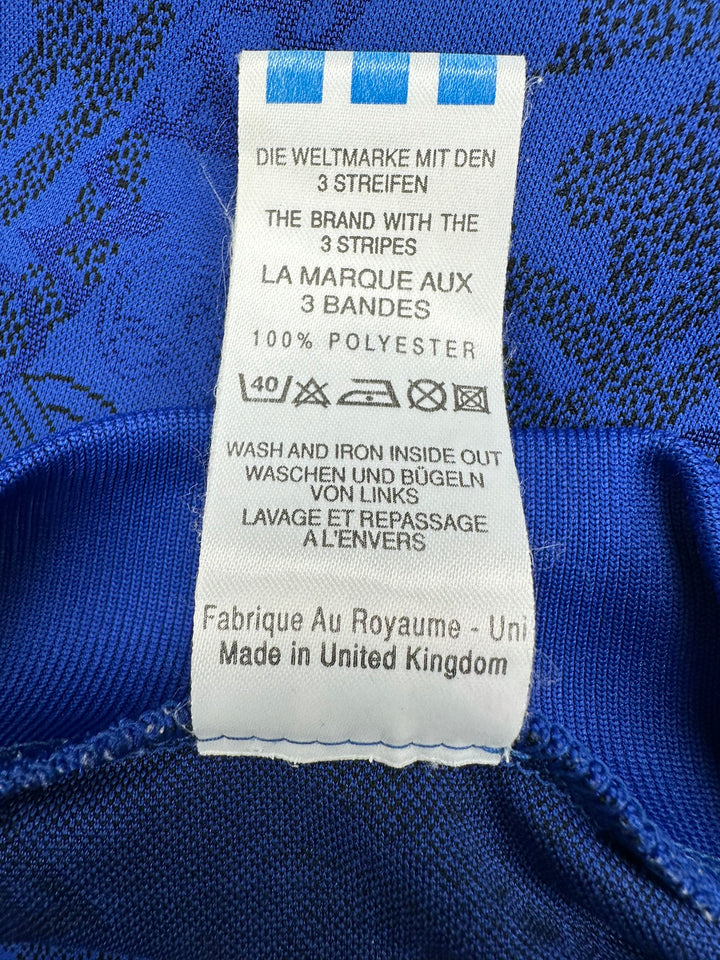 DIE WELTMARKE MIT DEN
3 STREIFEN
THE BRAND WITH THE
3 STRIPES
LA MARQUE AUX
3 BANDES
100% POLYESTER
40
WASH AND IRON INSIDE OUT
WASCHEN UND BÜGELN
VON LINKS
LAVAGE ET REPASSAGE
A L'ENVERS
Fabrique Au Royaume - Uni
Made in United Kingdom